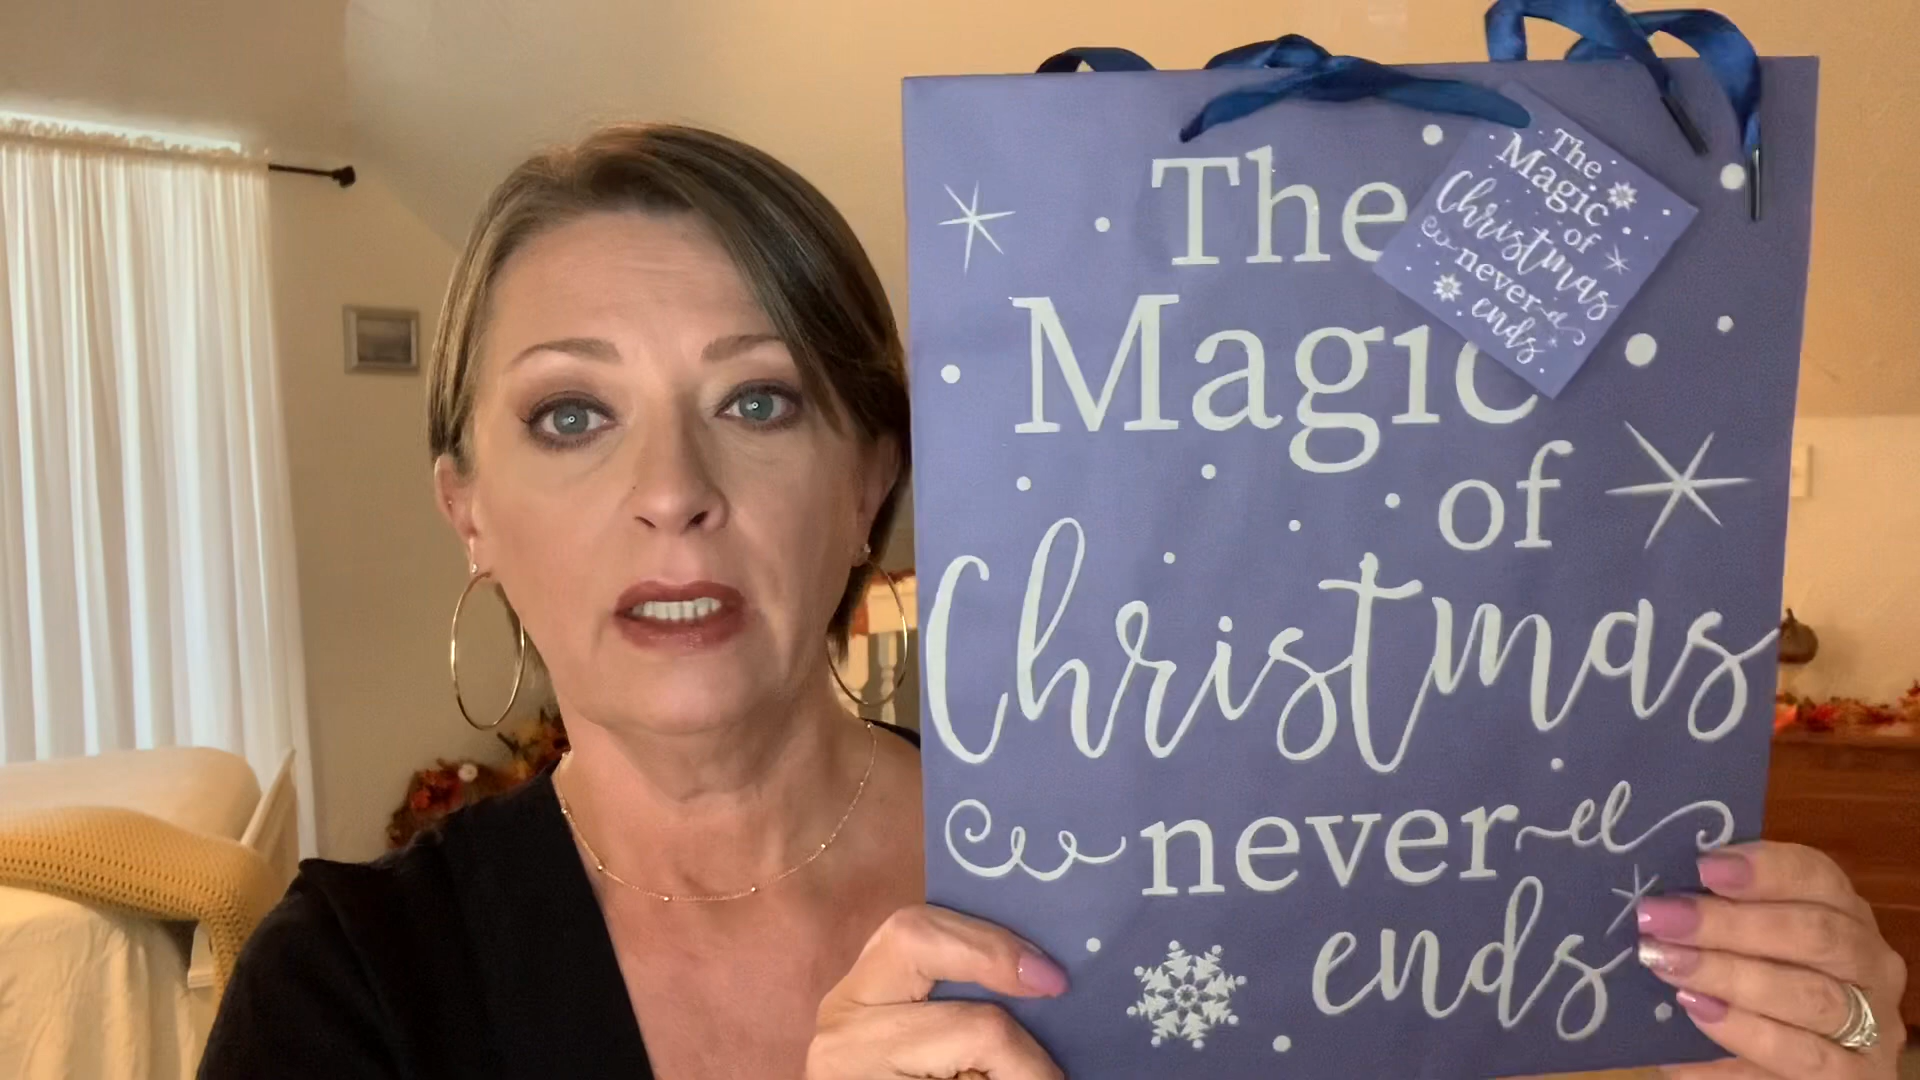 The
Magic
of
Christmas
never
ends
The
Magic
of
Christmas
never
ends